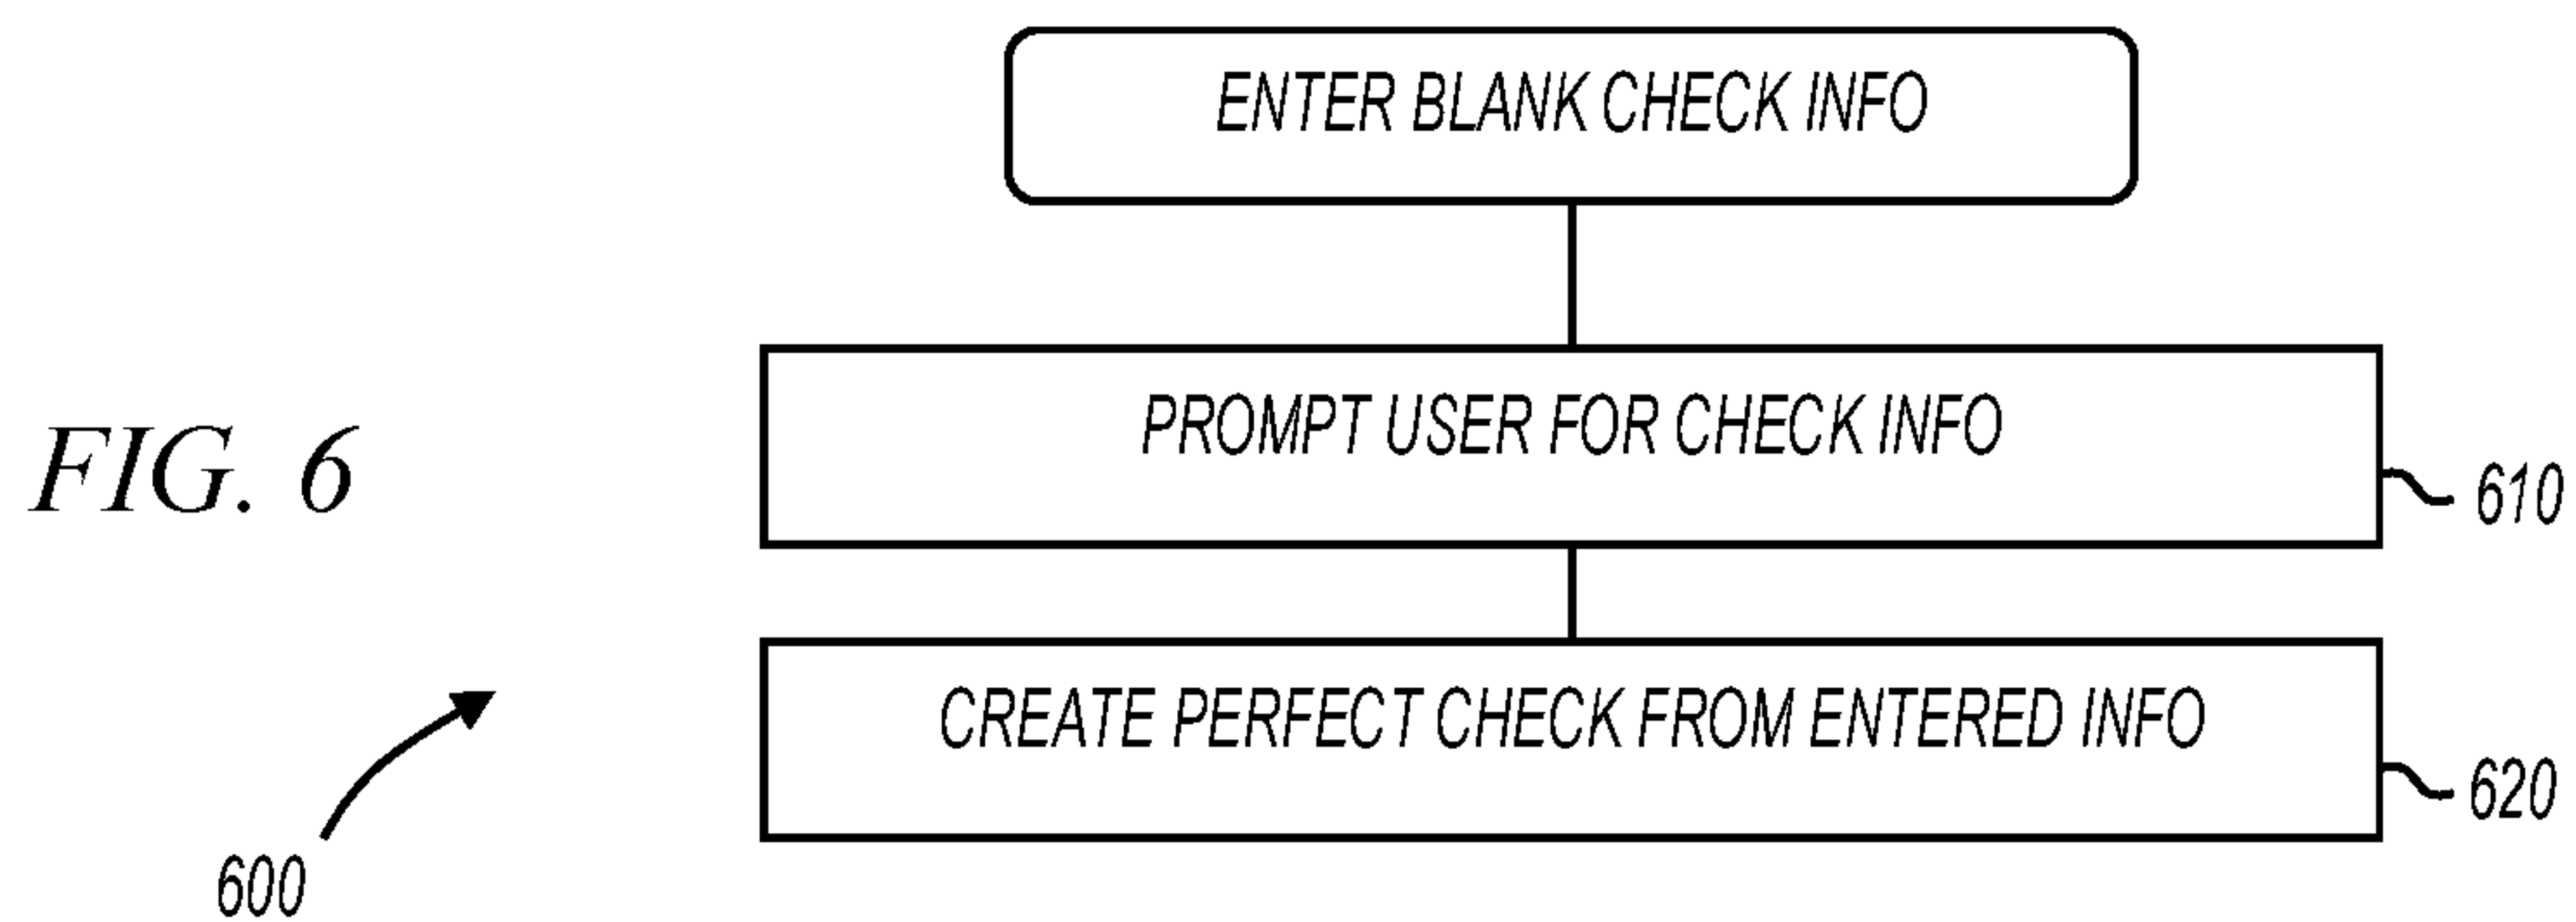 ENTER BLANK CHECK INFO
PROMPT USER FOR CHECK INFO
FIG. 6
610
CREATE PERFECT CHECK FROM ENTERED INFO
620
600